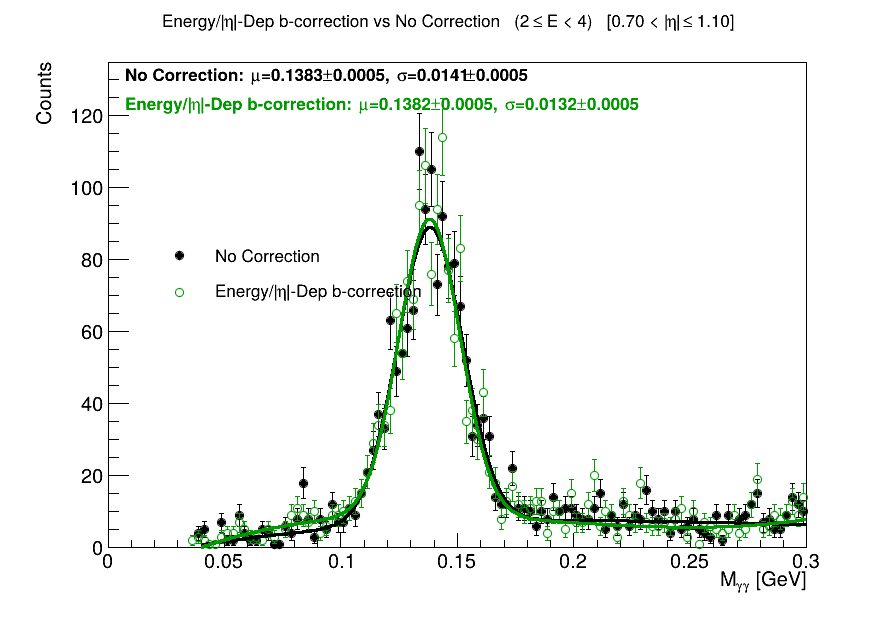 Energy/|η|-Dep b-correction vs No Correction (2 ≤ E < 4) [0.70 < |η| ≤ 1.10]
No Correction: μ=0.1383±0.0005, σ=0.0141±0.0005
Energy/|η|-Dep b-correction: μ=0.1382±0.0005, σ=0.0132±0.0005
Counts
120
100
80
60
40
20
0
No Correction
Energy/|η|-Dep b-correction
0 0.05 0.1 0.15 0.2 0.25 0.3
Mγγ [GeV]